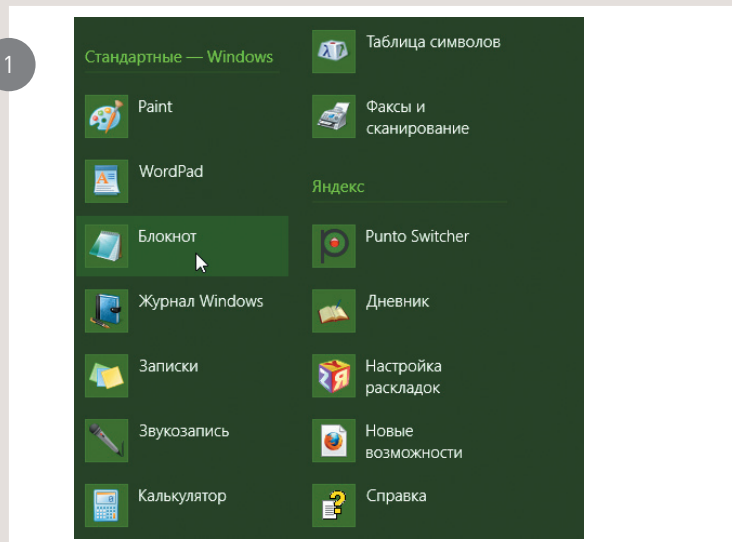 1
Стандартные — Windows
Paint
WordPad
Блокнот
Журнал Windows
Записки
Звукозапись
Калькулятор
Таблица символов
Факсы и
сканирование
Яндекс
Punto Switcher
Дневник
Настройка
раскладок
Новые
возможности
Справка